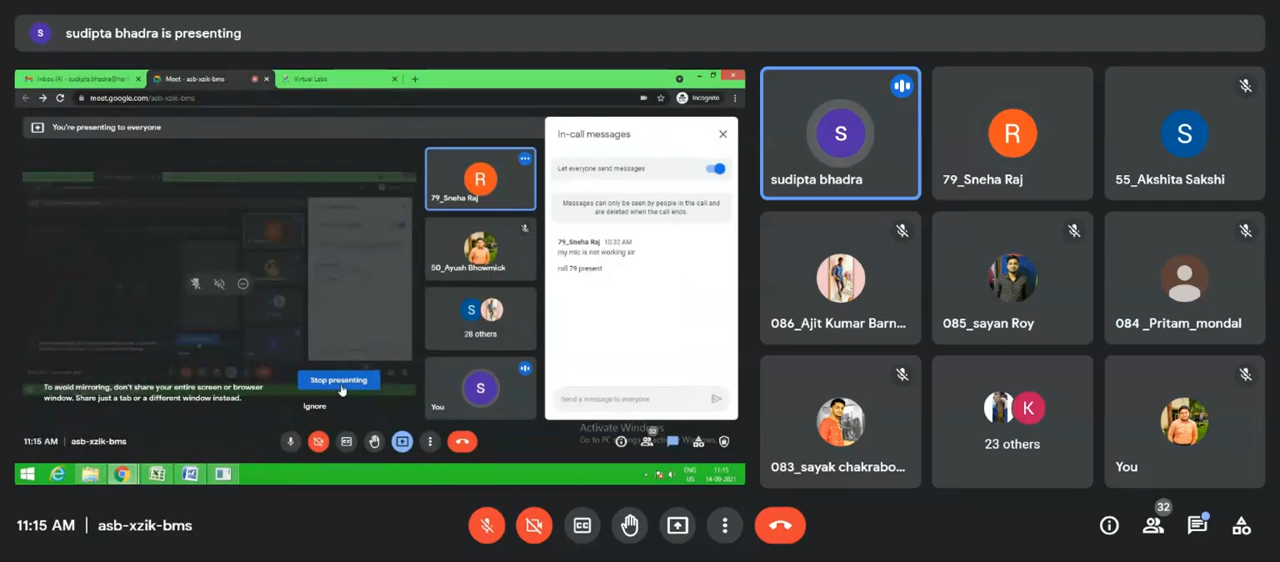 S sudipta bhadra is presenting
Inbox (4) - sudipta.bhadra@her
Meet - asb-xzik-bms
Virtual Labs
meet.google.com/asb-xzik-bms
Incognito
You're presenting to everyone
R
79_Sneha Raj
50_Ayush Bhowmick
S
28 others
S
You
In-call messages
Let everyone send messages
Messages can only be seen by people in the call and
are deleted when the call ends.
79_Sneha Raj 10:32 AM
my mic is not working sir
roll 79 present
Send a message to everyone
To avoid mirroring, don't share your entire screen or browser
window. Share just a tab or a different window instead.
Stop presenting
Ignore
Activate Windows
11:15 AM | asb-xzik-bms
32
ENG
US
11:15
14-09-2021
S
sudipta bhadra
R
79_Sneha Raj
S
55_Akshita Sakshi
086_Ajit Kumar Barn...
085_sayan Roy
084 _Pritam_mondal
083_sayak chakrabo...
K
23 others
You
11:15 AM | asb-xzik-bms
CC
32